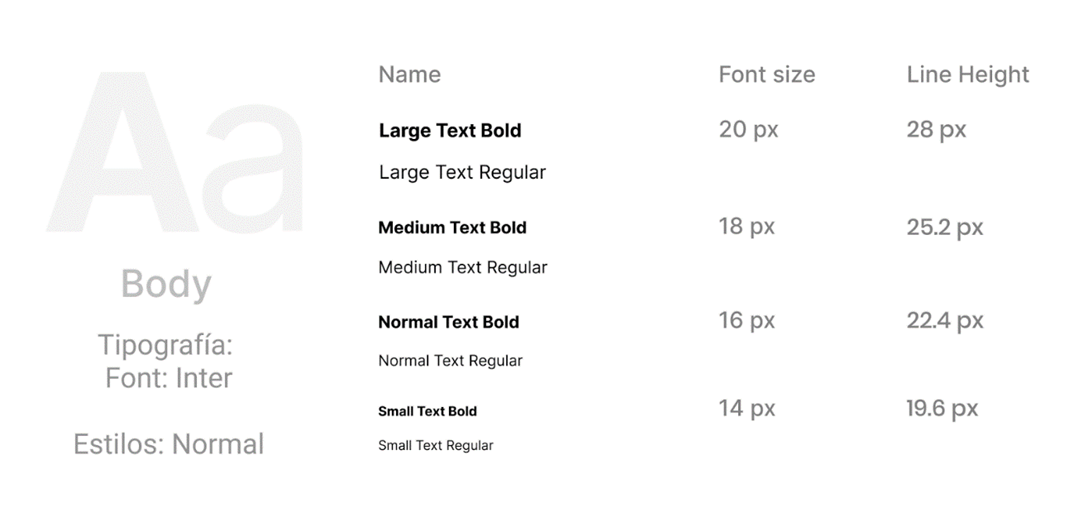 Aa
Body
Tipografía:
Font: Inter
Estilos: Normal
Name Font size Line Height
Large Text Bold 20 px 28 px
Large Text Regular
Medium Text Bold 18 px 25.2 px
Medium Text Regular
Normal Text Bold 16 px 22.4 px
Normal Text Regular
Small Text Bold 14 px 19.6 px
Small Text Regular